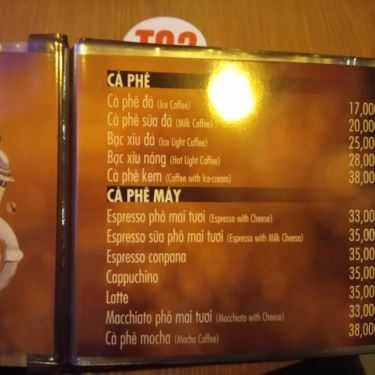 CÀ PHÊ
Cà phê đá (Ice Coffee) 17,000
Cà phê sữa đá (Milk Coffee) 20,000
Bạc xỉu đá (Ice Light Coffee) 25,000
Bạc xỉu nóng (Hot Light Coffee) 28,000
Cà phê kem (Coffee with Ice-cream) 38,000
CÀ PHÊ MÁY
Espresso phô mai tươi (Espresso with Cheese) 33,000
Espresso sữa phô mai tươi (Espresso with Milk Cheese) 35,000
Espresso conpana 35,000
Cappuchino 35,000
Latte 35,000
Macchiato phô mai tươi (Macchiato with Cheese) 33,000
Cà phê mocha (Mocha Coffee) 38,000